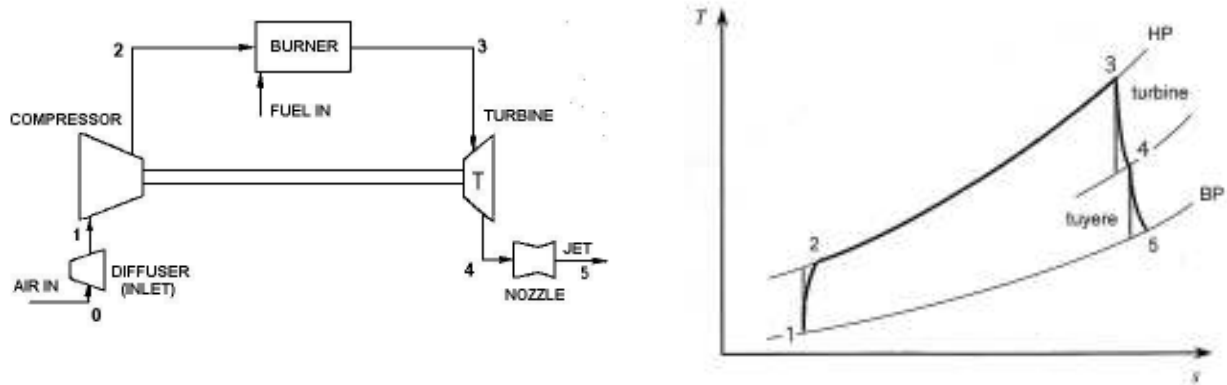 2
BURNER
3
FUEL IN
COMPRESSOR
TURBINE
T
1
DIFFUSER
(INLET)
AIR IN
0
4
JET
5
NOZZLE
T
HP
3
turbine
4
BP
tuyere
2
5
1
s